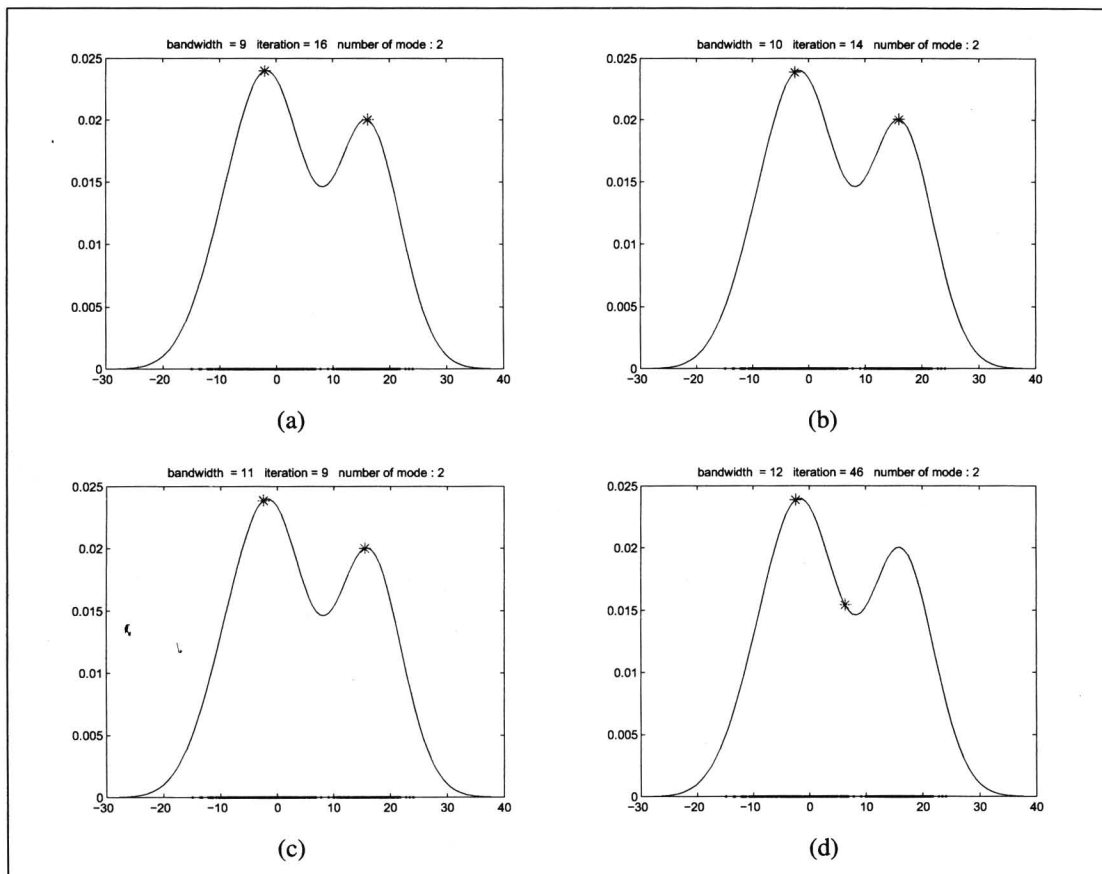 bandwidth = 9 iteration = 16 number of mode : 2
0.025
0.02
0.015
0.01
0.005
0
−30 −20 −10 0 10 20 30 40
(a)
bandwidth = 10 iteration = 14 number of mode : 2
0.025
0.02
0.015
0.01
0.005
0
−30 −20 −10 0 10 20 30 40
(b)
bandwidth = 11 iteration = 9 number of mode : 2
0.025
0.02
0.015
0.01
0.005
0
−30 −20 −10 0 10 20 30 40
(c)
bandwidth = 12 iteration = 46 number of mode : 2
0.025
0.02
0.015
0.01
0.005
0
−30 −20 −10 0 10 20 30 40
(d)